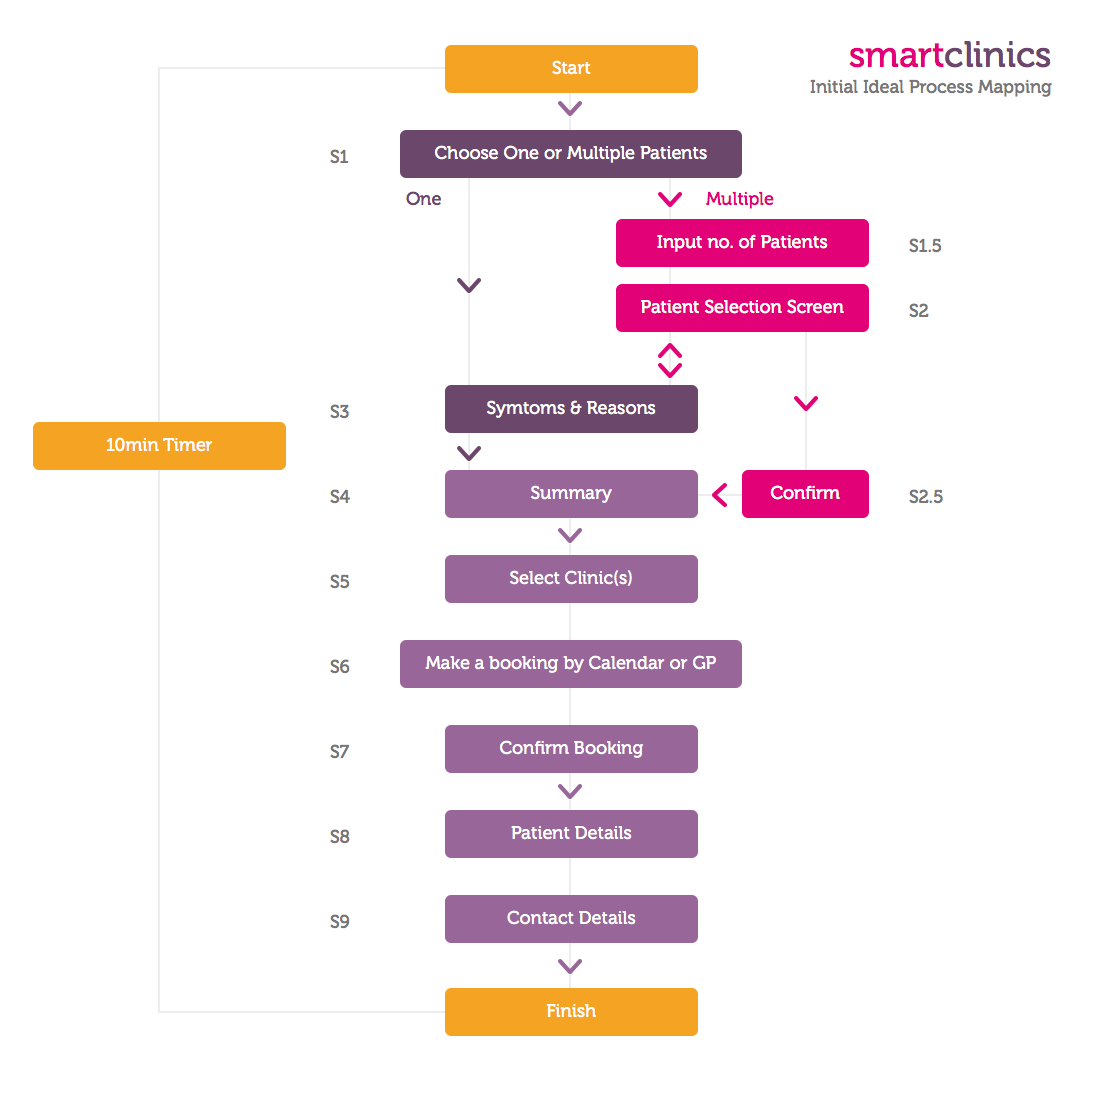 smartclinics
Initial Ideal Process Mapping
Start
S1
Choose One or Multiple Patients
One
Multiple
Input no. of Patients
S1.5
Patient Selection Screen
S2
S3
Symtoms & Reasons
10min Timer
S4
Summary
Confirm
S2.5
S5
Select Clinic(s)
S6
Make a booking by Calendar or GP
S7
Confirm Booking
S8
Patient Details
S9
Contact Details
Finish